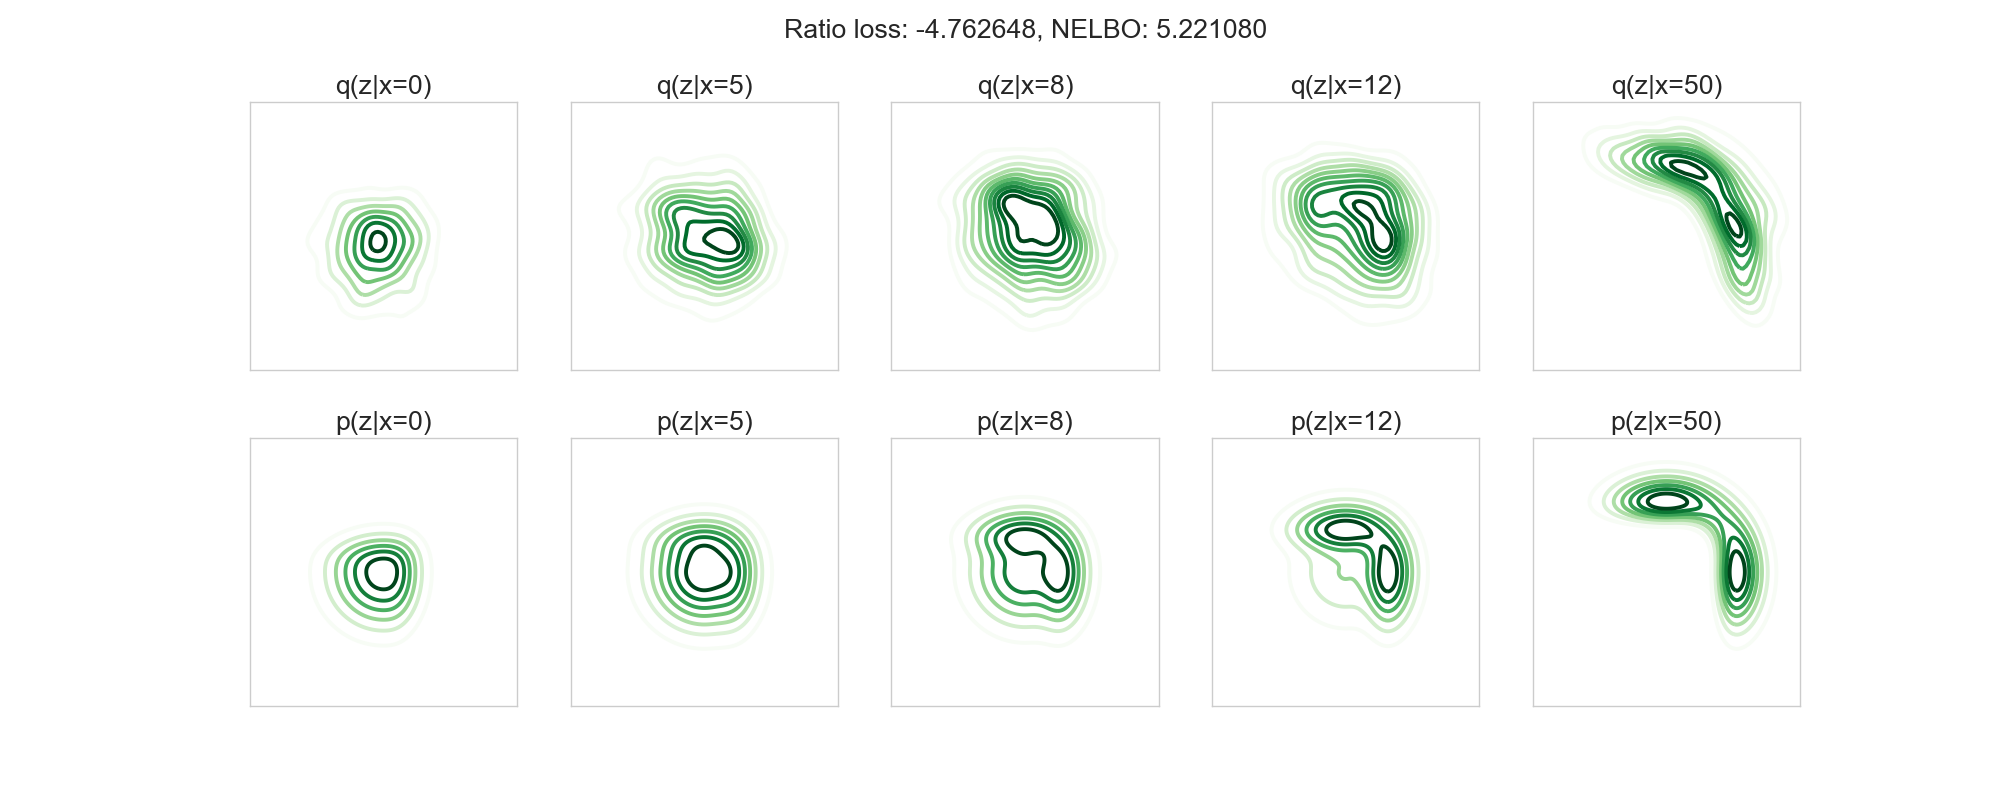 Ratio loss: -4.762648, NELBO: 5.221080
q(z|x=0) q(z|x=5) q(z|x=8) q(z|x=12) q(z|x=50)
p(z|x=0) p(z|x=5) p(z|x=8) p(z|x=12) p(z|x=50)